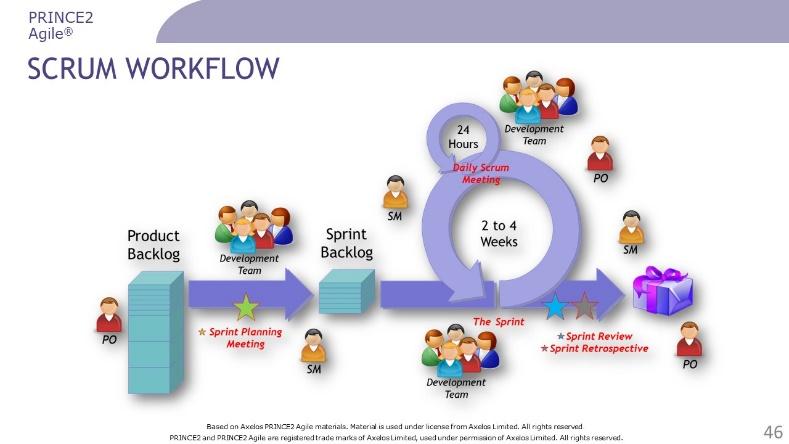 PRINCE2
Agile®
SCRUM WORKFLOW
24
Hours
Development
Team
Daily Scrum
Meeting
PO
SM
2 to 4
Weeks
SM
Product
Backlog
Development
Team
Sprint
Backlog
PO
Sprint Planning
Meeting
SM
The Sprint
Sprint Review
Sprint Retrospective
PO
Development
Team
Based on Axelos PRINCE2 Agile materials. Material is used under license from Axelos Limited. All rights reserved
PRINCE2 and PRINCE2 Agile are registered trade marks of Axelos Limited, used under permission of Axelos Limited. All rights reserved.
46